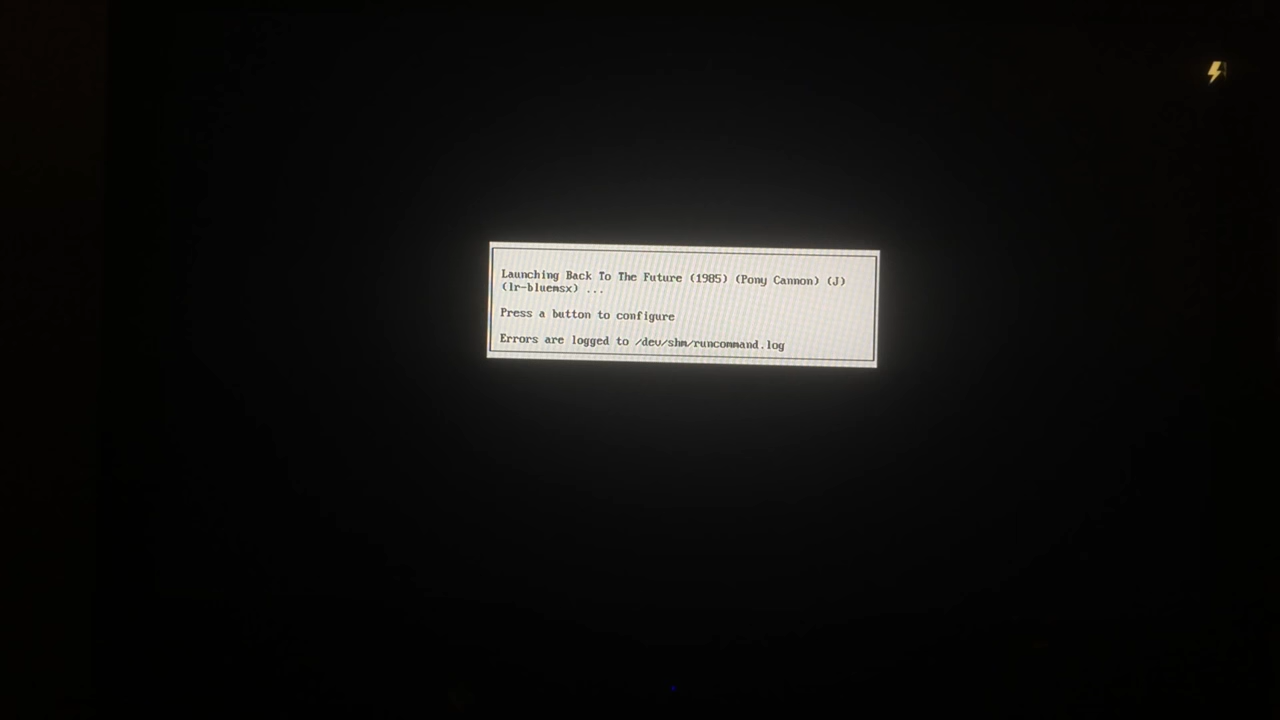 Launching Back To The Future (1985) (Pony Cannon) (J)
(lr-bluemsx) ...
Press a button to configure
Errors are logged to /dev/shm/runcommand.log